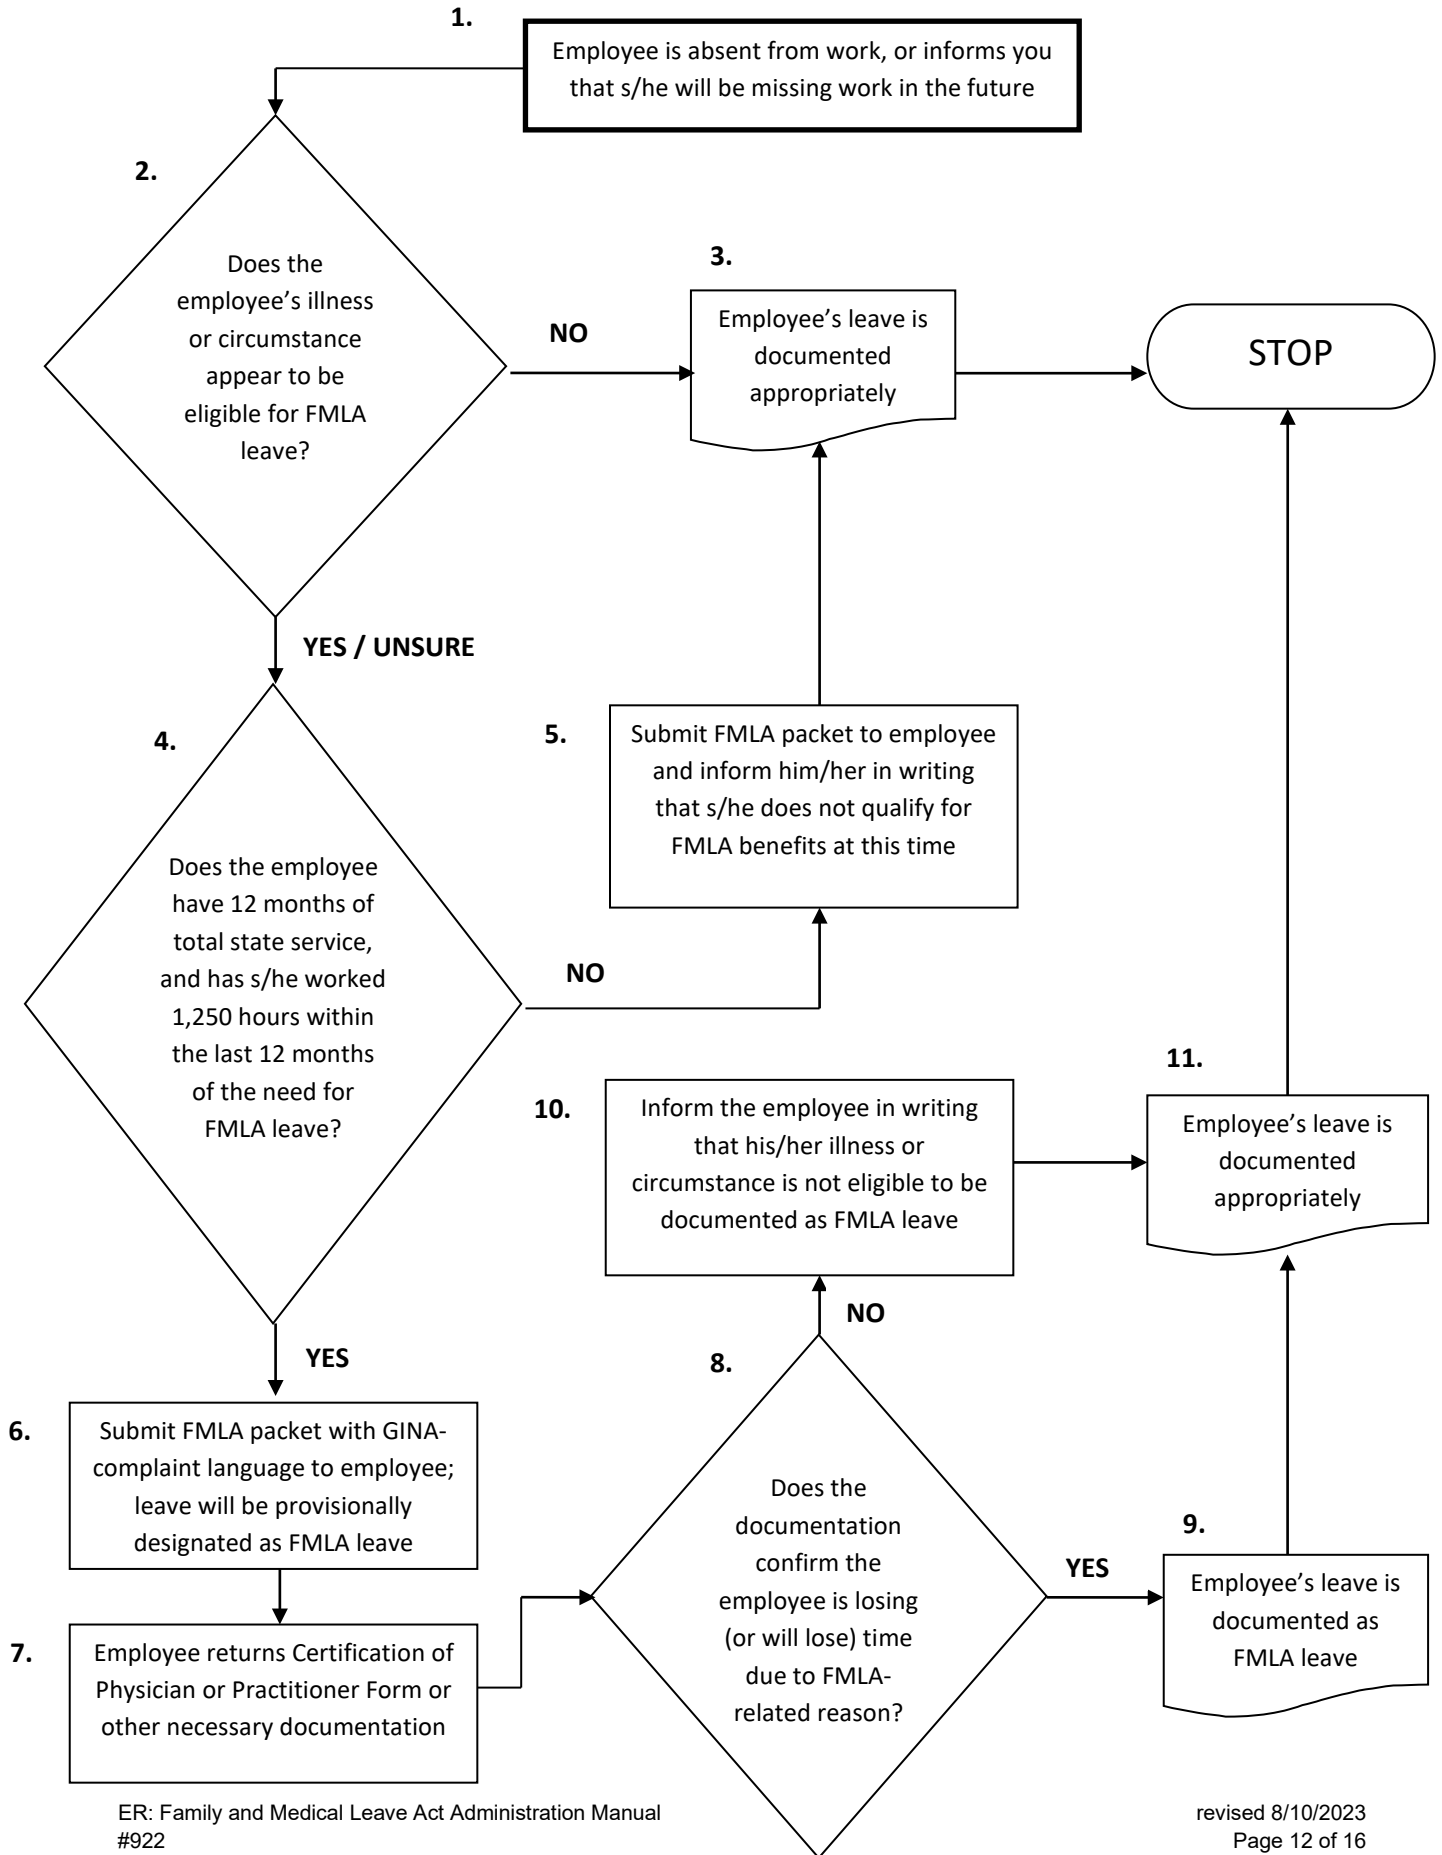 1.
Employee is absent from work, or informs you
that s/he will be missing work in the future
2.
Does the
employee’s illness
or circumstance
appear to be
eligible for FMLA
leave?
NO
3.
Employee’s leave is
documented
appropriately
STOP
YES / UNSURE
4.
Does the employee
have 12 months of
total state service,
and has s/he worked
1,250 hours within
the last 12 months
of the need for
FMLA leave?
NO
5.
Submit FMLA packet to employee
and inform him/her in writing
that s/he does not qualify for
FMLA benefits at this time
YES
6.
Submit FMLA packet with GINA-
complaint language to employee;
leave will be provisionally
designated as FMLA leave
7.
Employee returns Certification of
Physician or Practitioner Form or
other necessary documentation
8.
Does the
documentation
confirm the
employee is losing
(or will lose) time
due to FMLA-
related reason?
YES
9.
Employee’s leave is
documented as
FMLA leave
NO
10.
Inform the employee in writing
that his/her illness or
circumstance is not eligible to be
documented as FMLA leave
11.
Employee’s leave is
documented
appropriately
ER: Family and Medical Leave Act Administration Manual
#922
revised 8/10/2023
Page 12 of 16